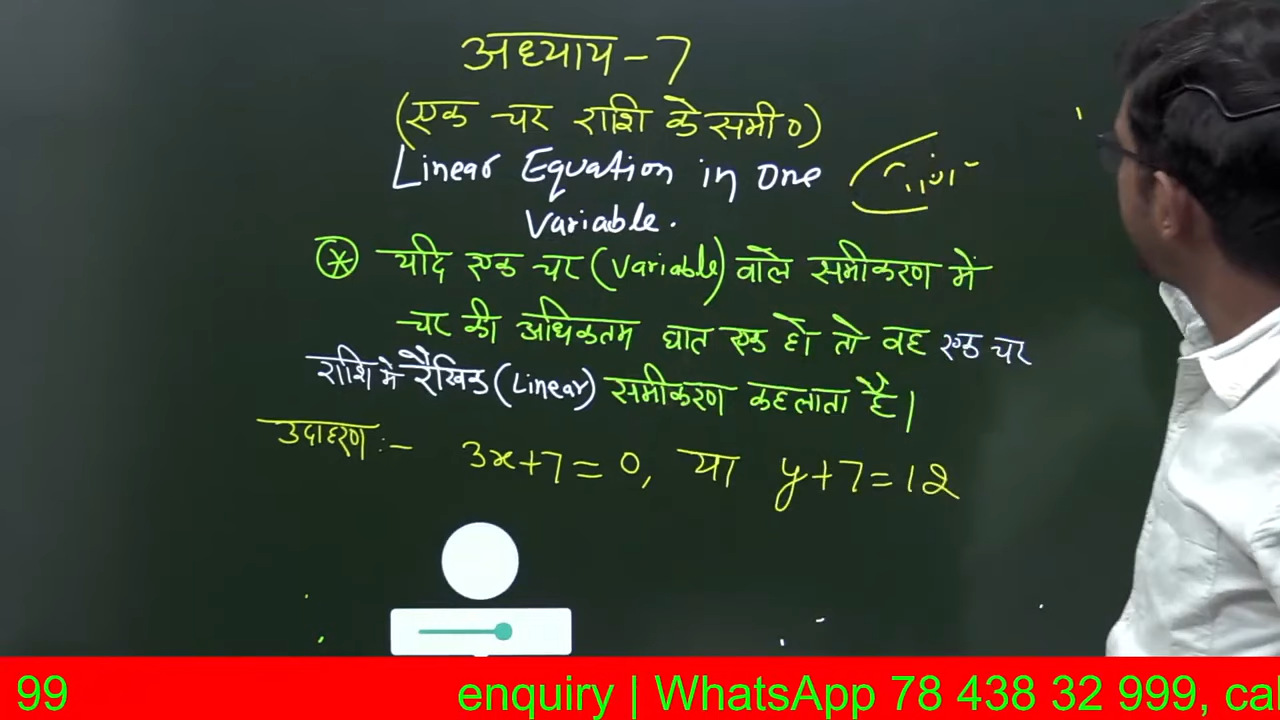 अध्याय - 7
(एक चर राशि के समी०)
Linear Equation in One
Variable.
यदि एक चर (Variable) वाले समीकरण में
चर की अधिकतम घात एक हो तो वह एक चर
राशि में रैखिक (Linear) समीकरण कहलाता है।
उदाहरण :- 3x+7=0, या y+7=12
99 enquiry | WhatsApp 78 438 32 999, cal